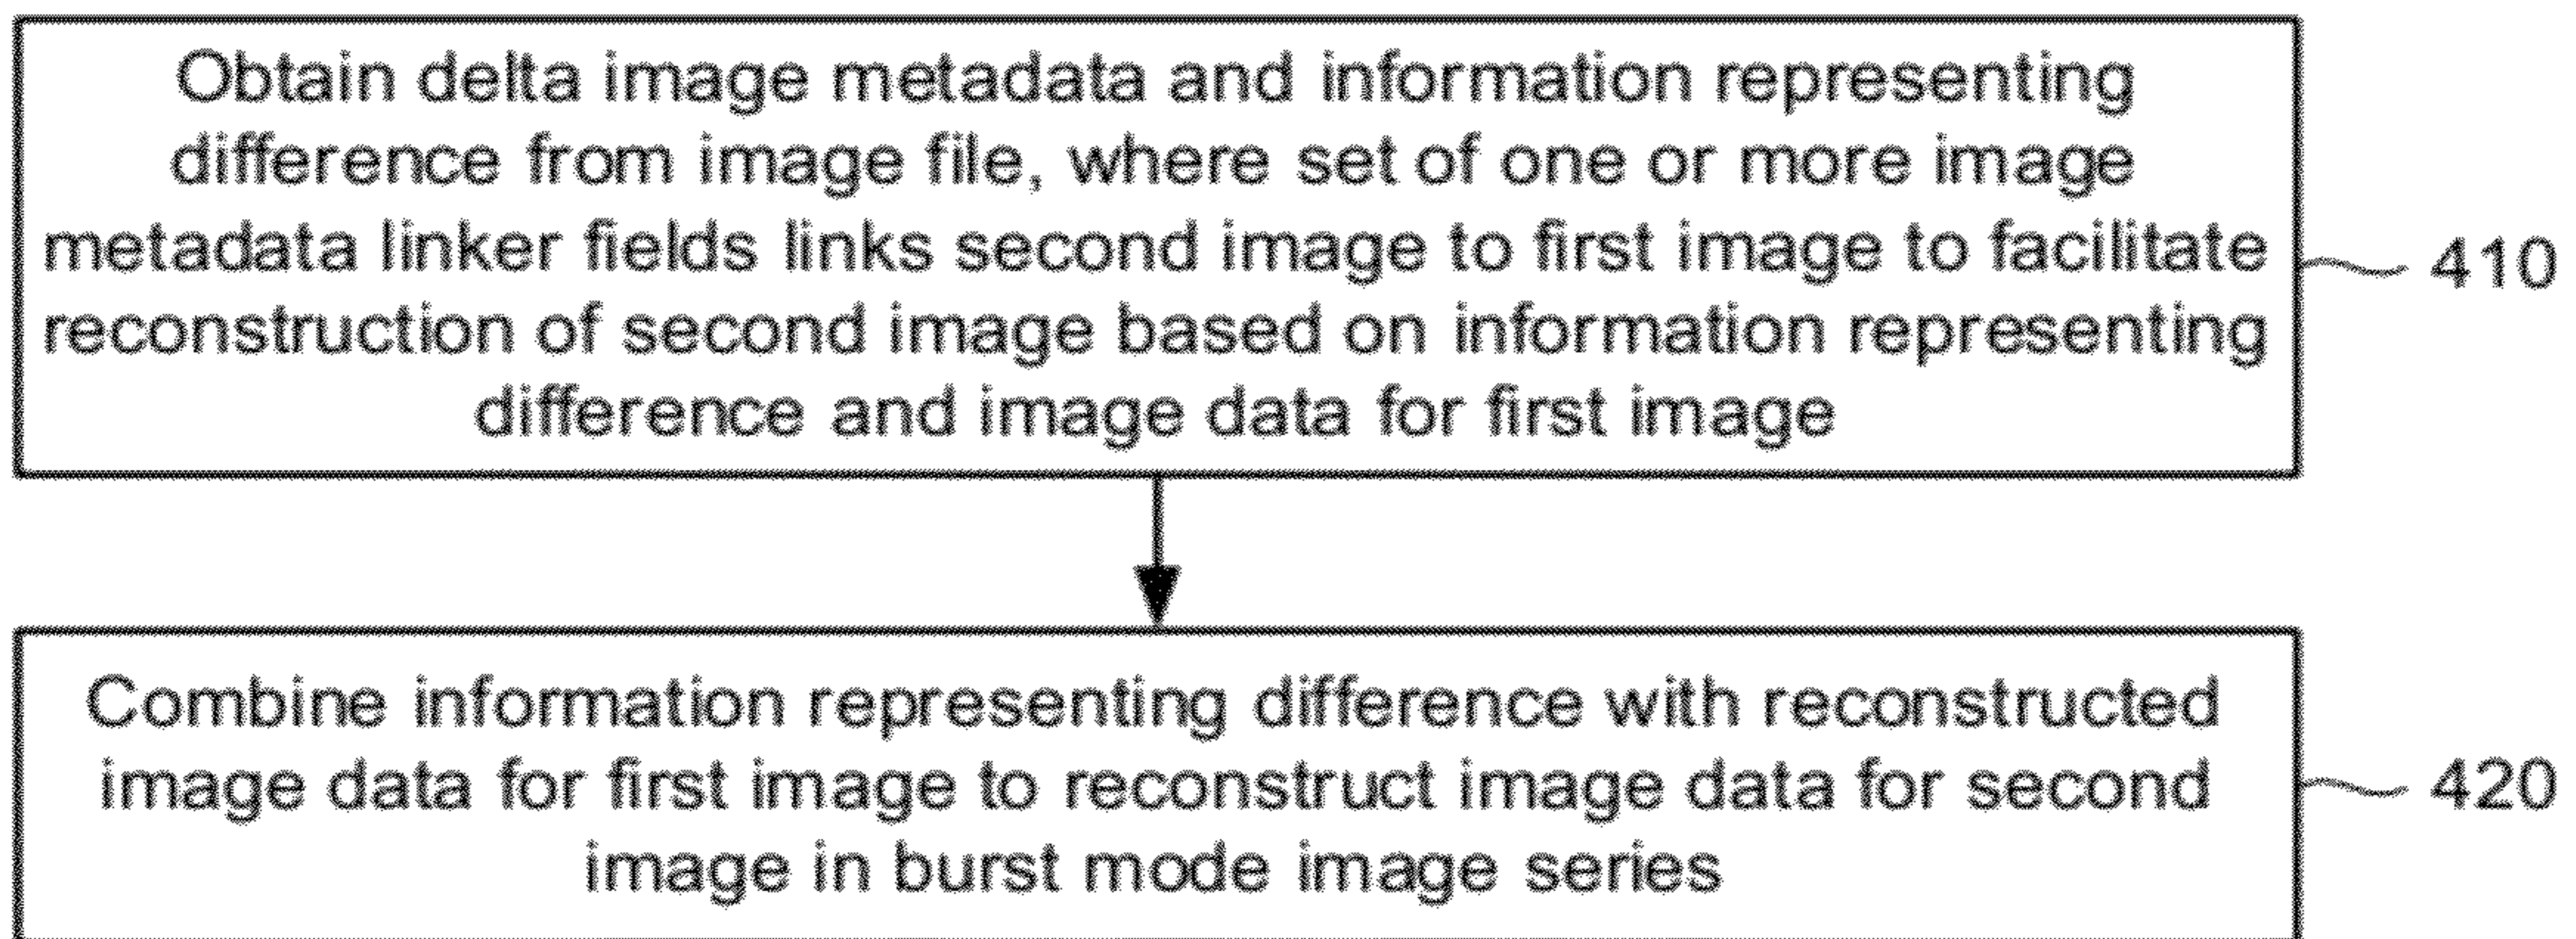 Obtain delta image metadata and information representing
difference from image file, where set of one or more image
metadata linker fields links second image to first image to facilitate
reconstruction of second image based on information representing
difference and image data for first image
410
Combine information representing difference with reconstructed
image data for first image to reconstruct image data for second
image in burst mode image series
420